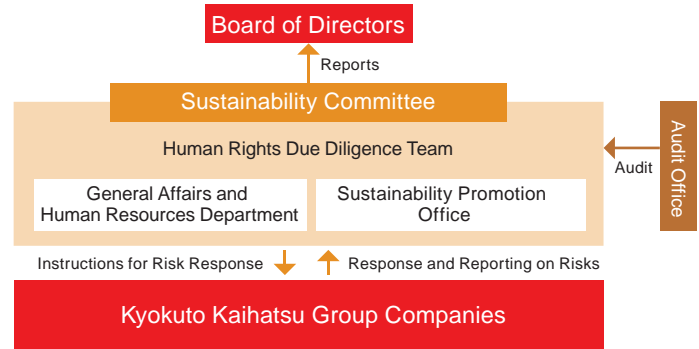 Board of Directors
Reports
Sustainability Committee
Human Rights Due Diligence Team
Audit
Audit Office
General Affairs and
Human Resources Department
Sustainability Promotion
Office
Instructions for Risk Response
Response and Reporting on Risks
Kyokuto Kaihatsu Group Companies